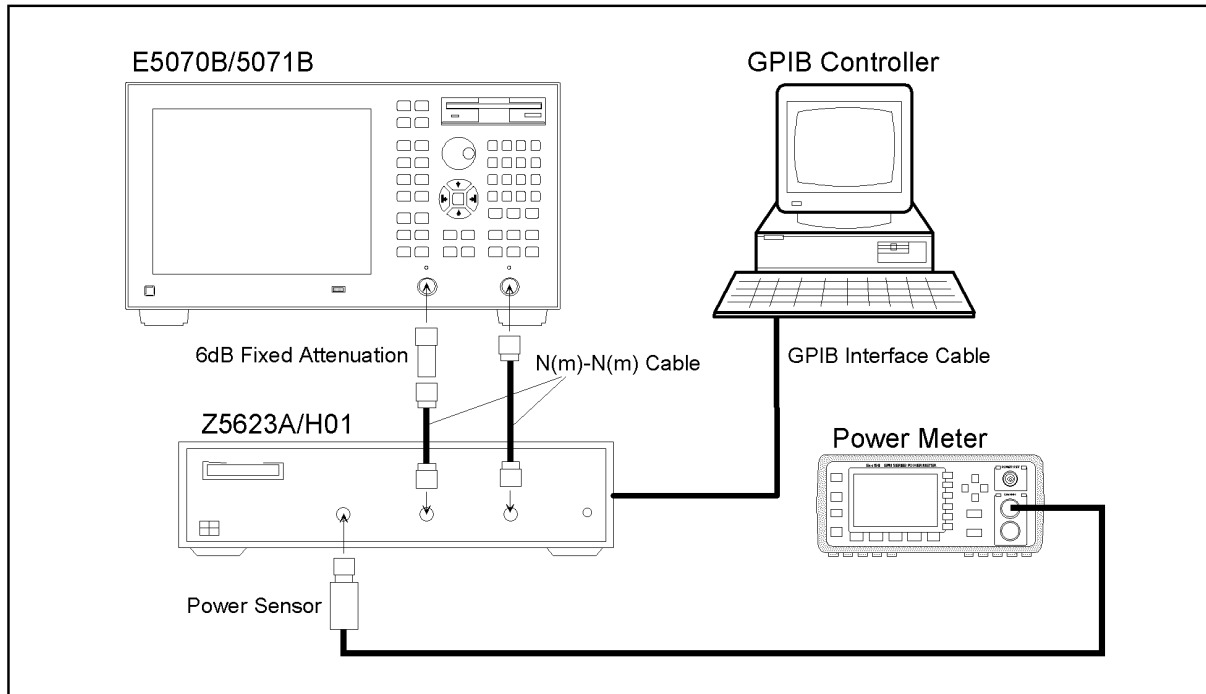 E5070B/5071B
GPIB Controller
6dB Fixed Attenuation
N(m)-N(m) Cable
GPIB Interface Cable
Z5623A/H01
Power Meter
Power Sensor